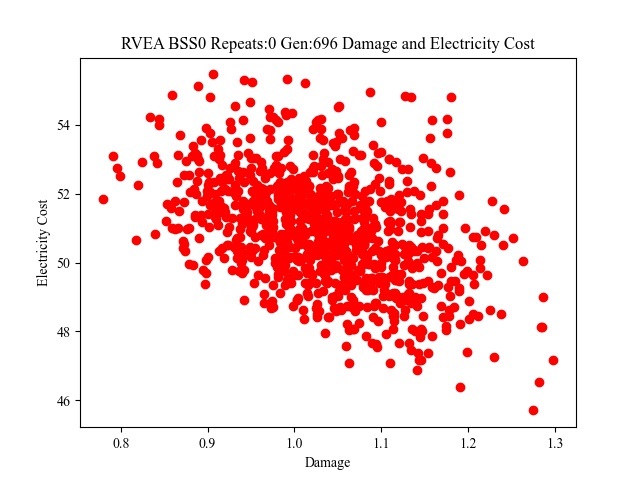 RVEA BSS0 Repeats:0 Gen:696 Damage and Electricity Cost
54
52
50
48
46
Electricity Cost
0.8 0.9 1.0 1.1 1.2 1.3
Damage